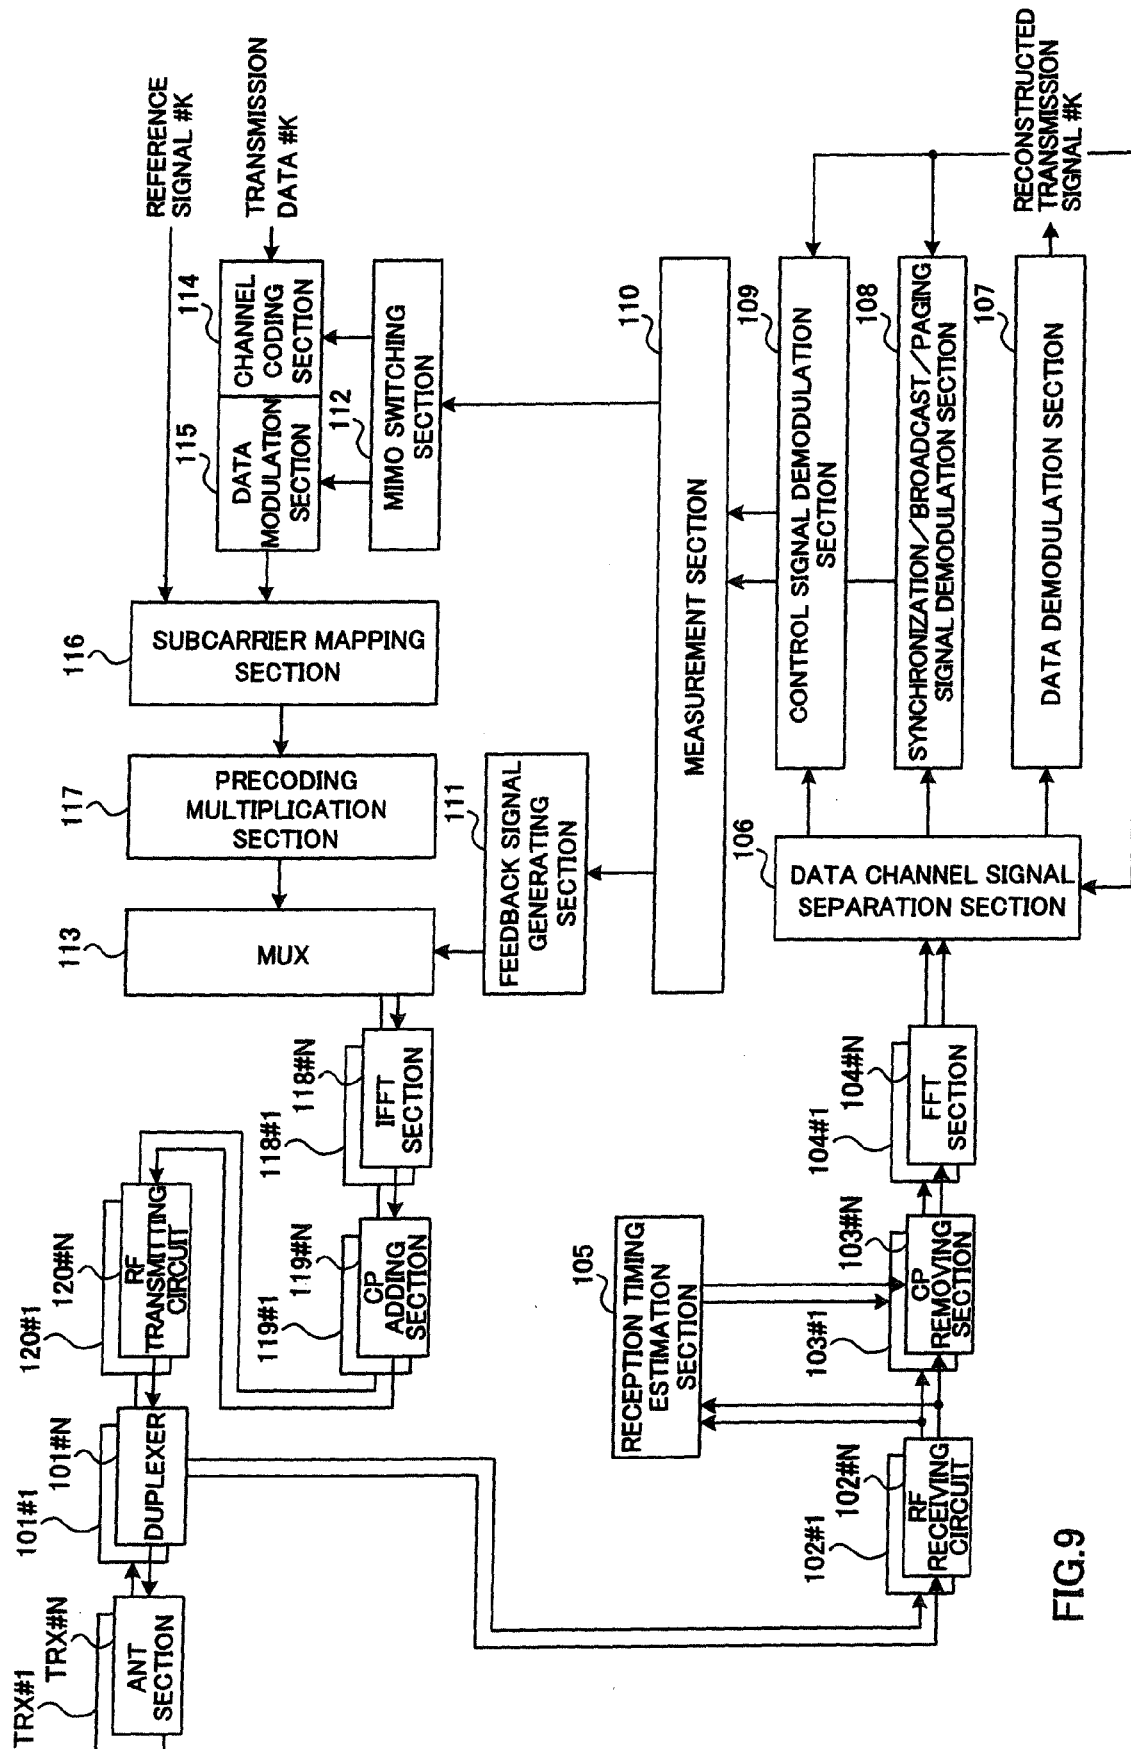 TRX#1
TRX#N
ANT
SECTION
101#1
101#N
DUPLEXER
120#1
120#N
RF
TRANSMITTING
CIRCUIT
119#1
119#N
CP
ADDING
SECTION
118#1
118#N
IFFT
SECTION
113
MUX
117
PRECODING
MULTIPLICATION
SECTION
116
SUBCARRIER MAPPING
SECTION
115
DATA
MODULATION
SECTION
114
CHANNEL
CODING
SECTION
REFERENCE
SIGNAL #K
TRANSMISSION
DATA #K
112
MIMO SWITCHING
SECTION
111
FEEDBACK SIGNAL
GENERATING
SECTION
110
MEASUREMENT SECTION
105
RECEPTION TIMING
ESTIMATION
SECTION
102#1
102#N
RF
RECEIVING
CIRCUIT
103#1
103#N
CP
REMOVING
SECTION
104#1
104#N
FFT
SECTION
106
DATA CHANNEL SIGNAL
SEPARATION SECTION
109
CONTROL SIGNAL DEMODULATION
SECTION
108
SYNCHRONIZATION/BROADCAST/PAGING
SIGNAL DEMODULATION SECTION
107
DATA DEMODULATION SECTION
RECONSTRUCTED
TRANSMISSION
SIGNAL #K
FIG.9